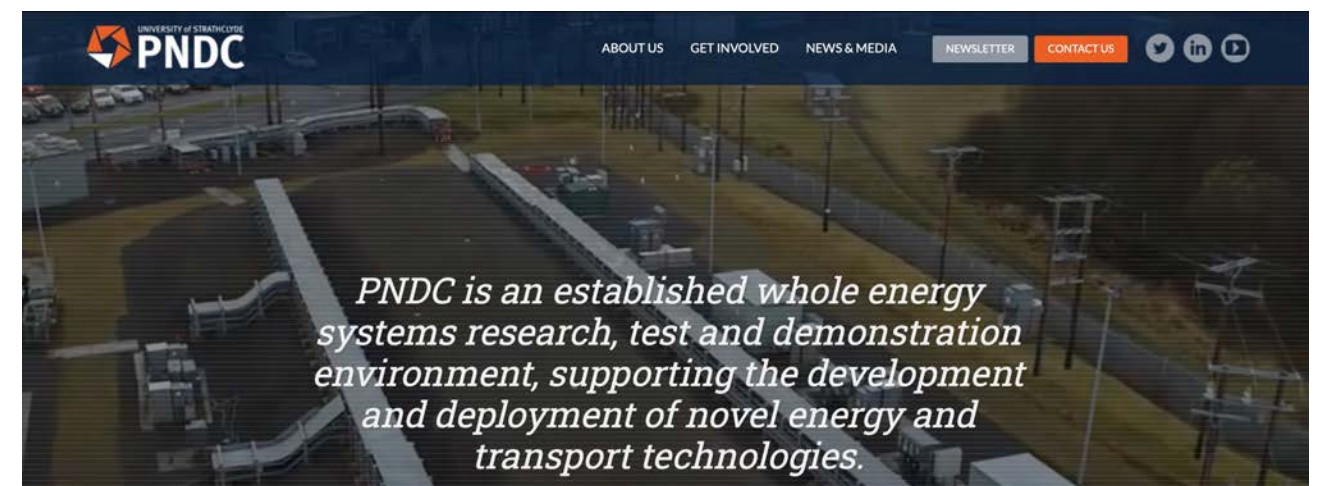 UNIVERSITY of STRATHCLYDE
PNDC
ABOUT US GET INVOLVED NEWS & MEDIA NEWSLETTER CONTACT US
in
PNDC is an established whole energy
systems research, test and demonstration
environment, supporting the development
and deployment of novel energy and
transport technologies.